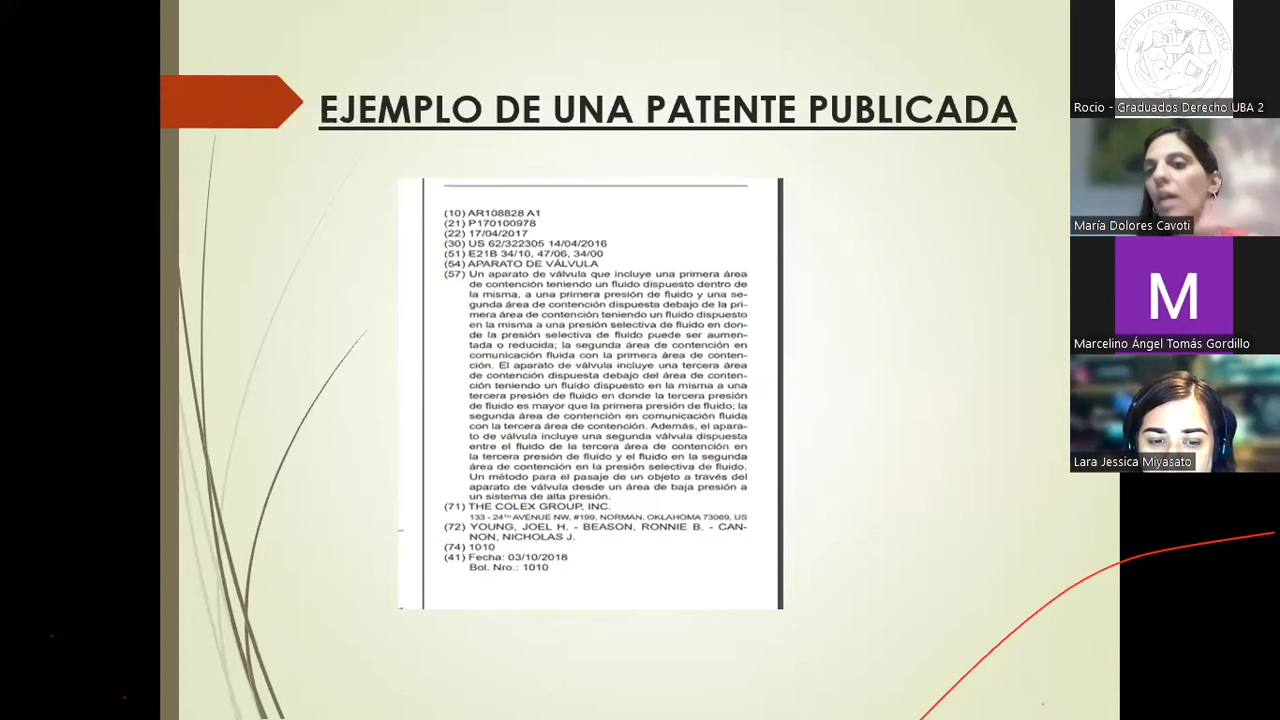 EJEMPLO DE UNA PATENTE PUBLICADA
(10) AR108828 A1
(21) P170100978
(22) 17/04/2017
(30) US 62/322305 14/04/2016
(51) E21B 34/10, 47/06, 34/00
(54) APARATO DE VÁLVULA
(57) Un aparato de válvula que incluye una primera área
de contención teniendo un fluido dispuesto dentro de
la misma, a una primera presión de fluido y una se-
gunda área de contención dispuesta debajo de la pri-
mera área de contención teniendo un fluido dispuesto
en la misma a una presión selectiva de fluido en don-
de la presión selectiva de fluido puede ser aumen-
tada o reducida; la segunda área de contención en
comunicación fluida con la primera área de conten-
ción. El aparato de válvula incluye una tercera área
de contención dispuesta debajo del área de conten-
ción teniendo un fluido dispuesto en la misma a una
tercera presión de fluido en donde la tercera presión
de fluido es mayor que la primera presión de fluido; la
segunda área de contención en comunicación fluida
con la tercera área de contención. Además, el apara-
to de válvula incluye una segunda válvula dispuesta
entre el fluido de la tercera área de contención en
la tercera presión de fluido y el fluido en la segunda
área de contención en la presión selectiva de fluido.
Un método para el pasaje de un objeto a través del
aparato de válvula desde un área de baja presión a
un sistema de alta presión.
(71) THE COLEX GROUP, INC.
133 - 24TH AVENUE NW, #199, NORMAN, OKLAHOMA 73069, US
(72) YOUNG, JOEL H. - BEASON, RONNIE B. - CAN-
NON, NICHOLAS J.
(74) 1010
(41) Fecha: 03/10/2018
Bol. Nro.: 1010
FACULTAD DE DERECHO
Rocio - Graduados Derecho UBA 2
María Dolores Cavoti
M
Marcelino Ángel Tomás Gordillo
Lara Jessica Miyasato